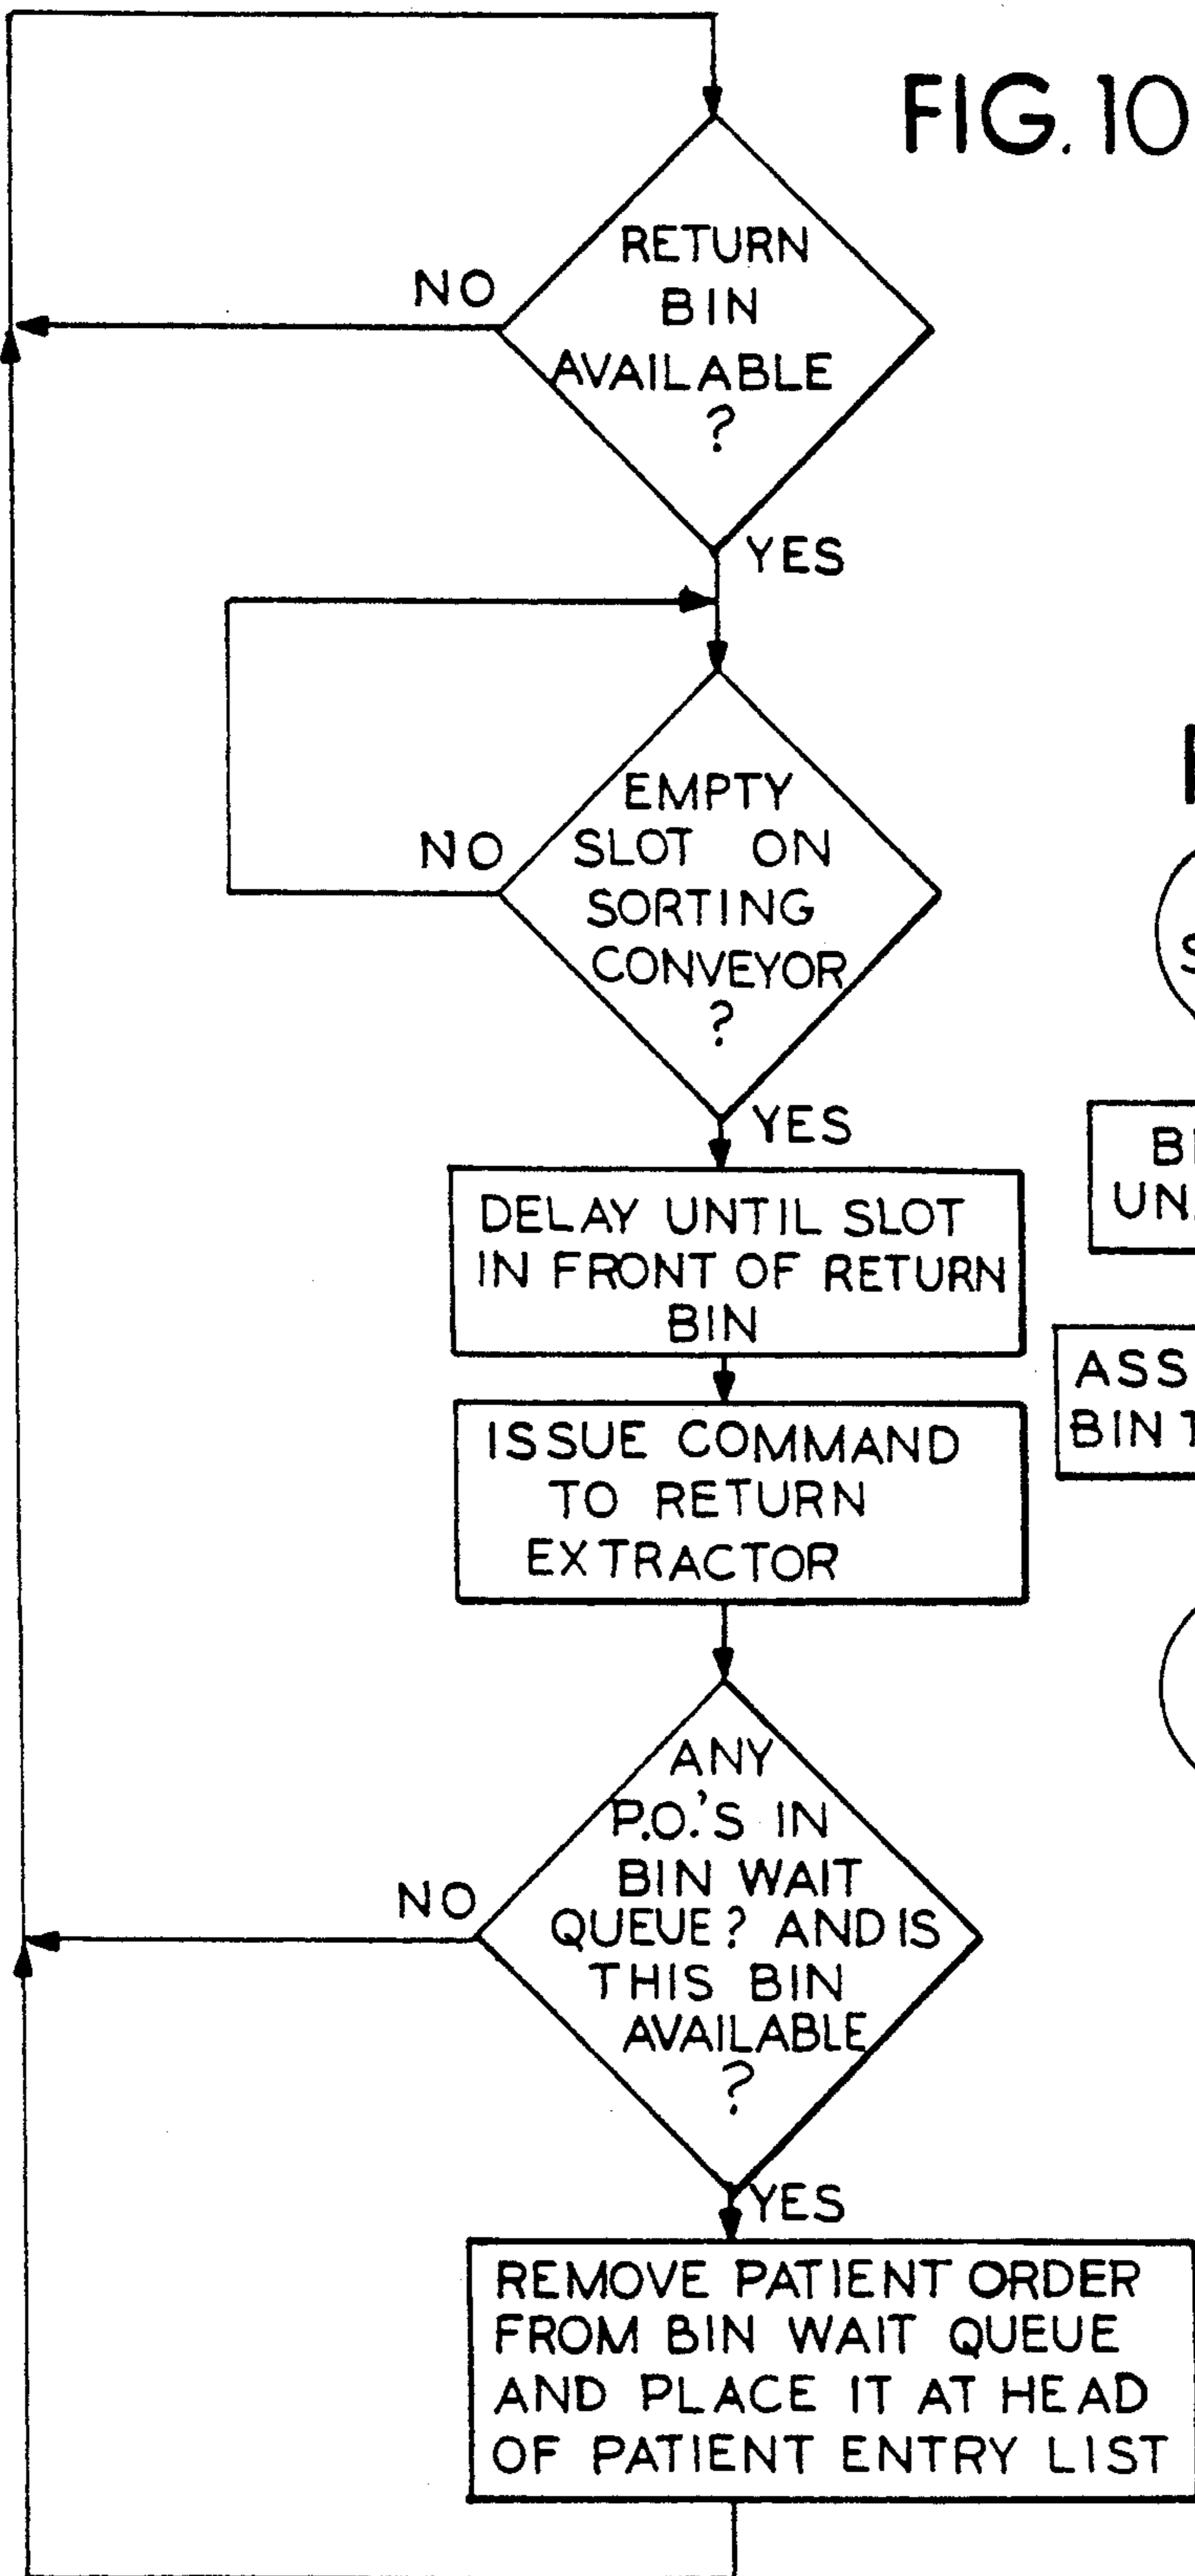 FIG. 10
RETURN
BIN
AVAILABLE
?
NO
YES
EMPTY
SLOT ON
SORTING
CONVEYOR
?
NO
YES
DELAY UNTIL SLOT
IN FRONT OF RETURN
BIN
ISSUE COMMAND
TO RETURN
EXTRACTOR
ANY
P.O.'S IN
BIN WAIT
QUEUE? AND IS
THIS BIN
AVAILABLE
?
NO
YES
REMOVE PATIENT ORDER
FROM BIN WAIT QUEUE
AND PLACE IT AT HEAD
OF PATIENT ENTRY LIST
BIN